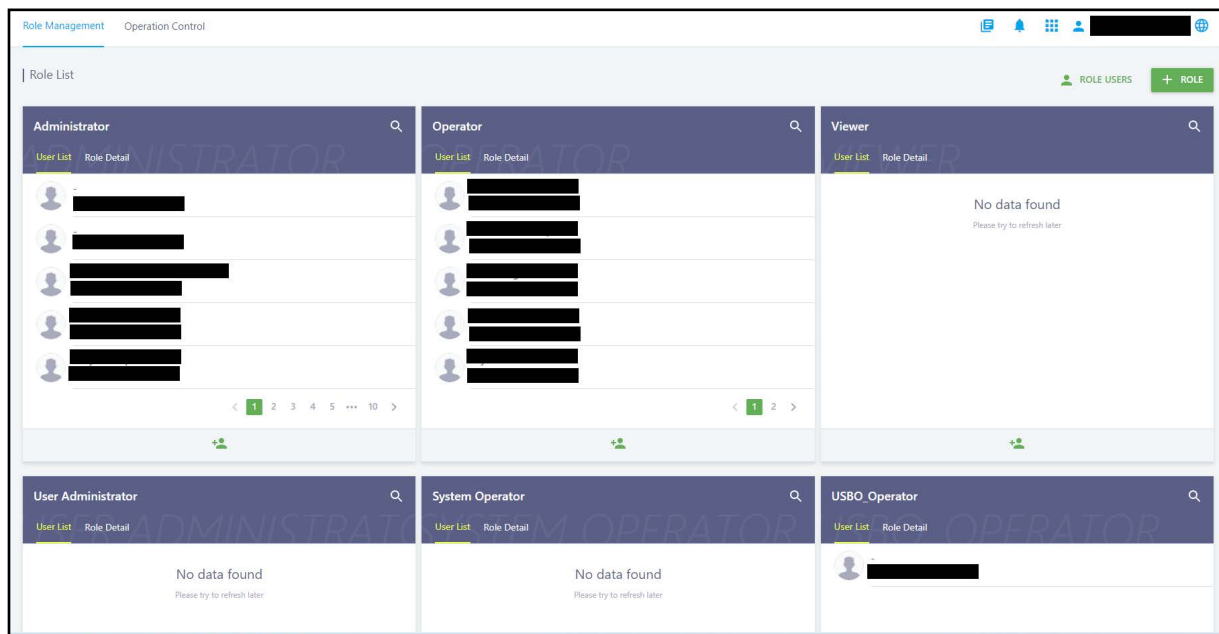 Role Management Operation Control
Role List
ROLE USERS + ROLE
Administrator
ADMINISTRATOR
User List Role Detail
-
-
< 1 2 3 4 5 ••• 10 >
Operator
OPERATOR
User List Role Detail
< 1 2 >
Viewer
VIEWER
User List Role Detail
No data found
Please try to refresh later
User Administrator
USER ADMINISTRATO
User List Role Detail
No data found
Please try to refresh later
System Operator
SYSTEM OPERATOR
User List Role Detail
No data found
Please try to refresh later
USBO_Operator
USBO_OPERATOR
User List Role Detail
-